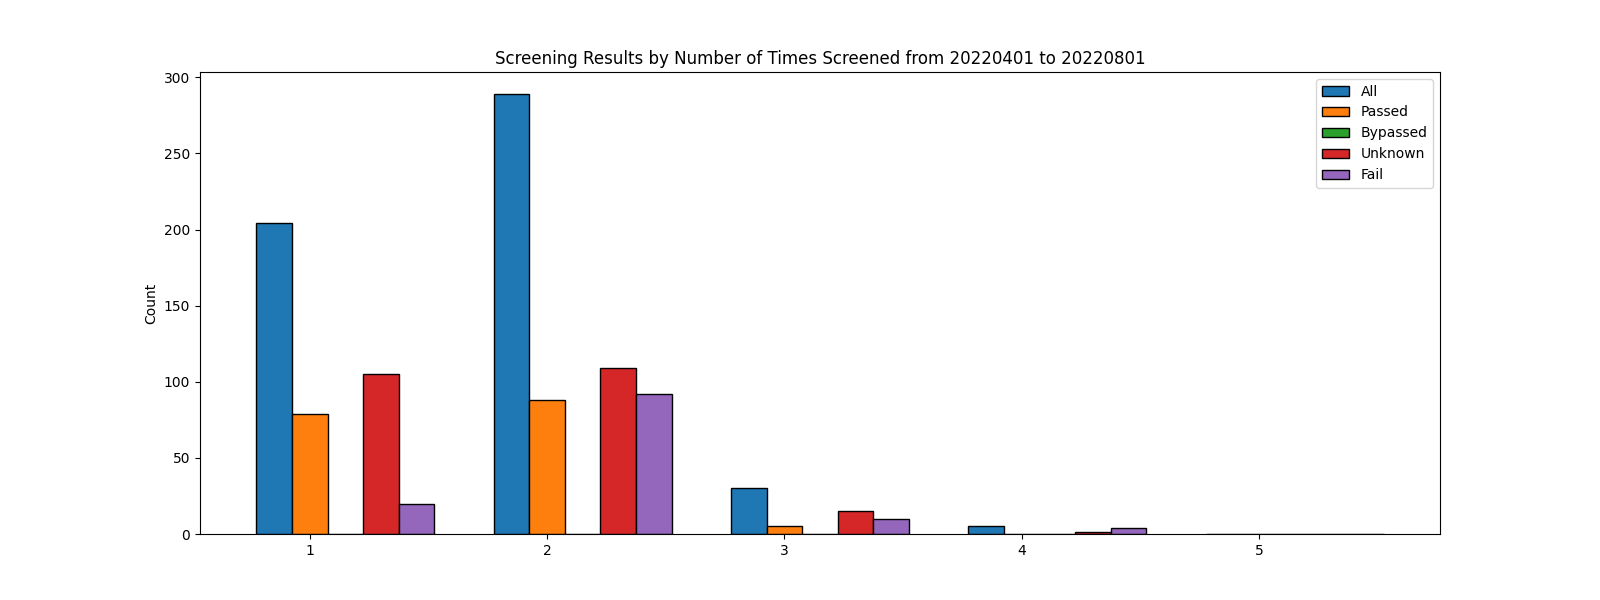 Screening Results by Number of Times Screened from 20220401 to 20220801
300
250
200
150
100
50
0
Count
All
Passed
Bypassed
Unknown
Fail
1 2 3 4 5